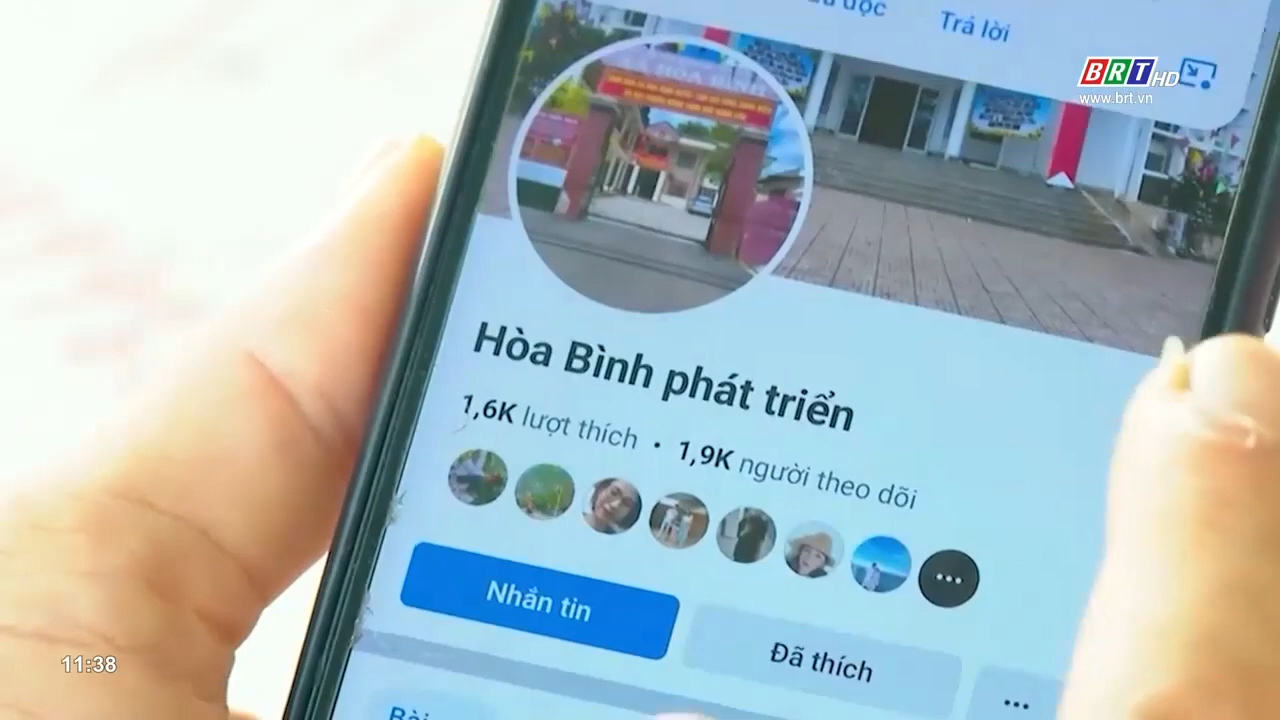 Trả lời
BRT HD
www.brt.vn
Hòa Bình phát triển
1,6K lượt thích • 1,9K người theo dõi
Nhắn tin
Đã thích
11:38